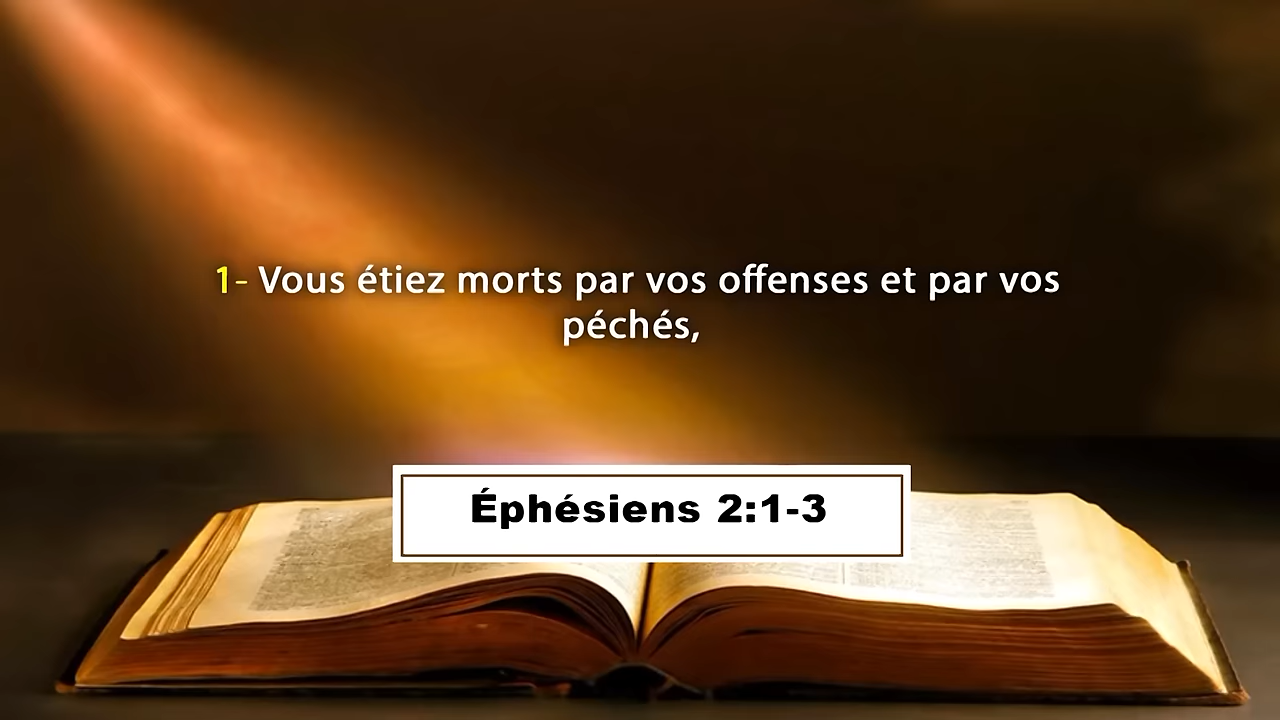 1- Vous étiez morts par vos offenses et par vos
péchés,
Éphésiens 2:1-3